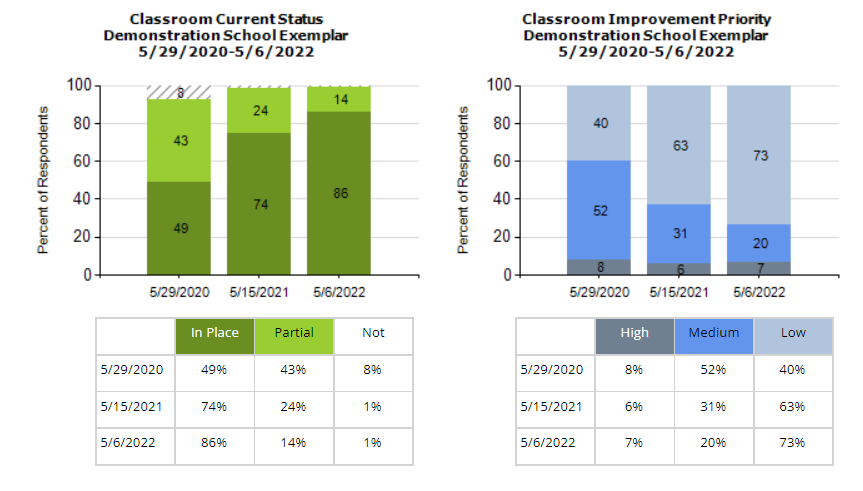 Classroom Current Status
Demonstration School Exemplar
5/29/2020-5/6/2022
Percent of Respondents
100
80
60
40
20
0
8
43
49
24
74
14
86
5/29/2020 5/15/2021 5/6/2022
In Place Partial Not
5/29/2020 49% 43% 8%
5/15/2021 74% 24% 1%
5/6/2022 86% 14% 1%
Classroom Improvement Priority
Demonstration School Exemplar
5/29/2020-5/6/2022
Percent of Respondents
100
80
60
40
20
0
40
52
8
63
31
6
73
20
7
5/29/2020 5/15/2021 5/6/2022
High Medium Low
5/29/2020 8% 52% 40%
5/15/2021 6% 31% 63%
5/6/2022 7% 20% 73%